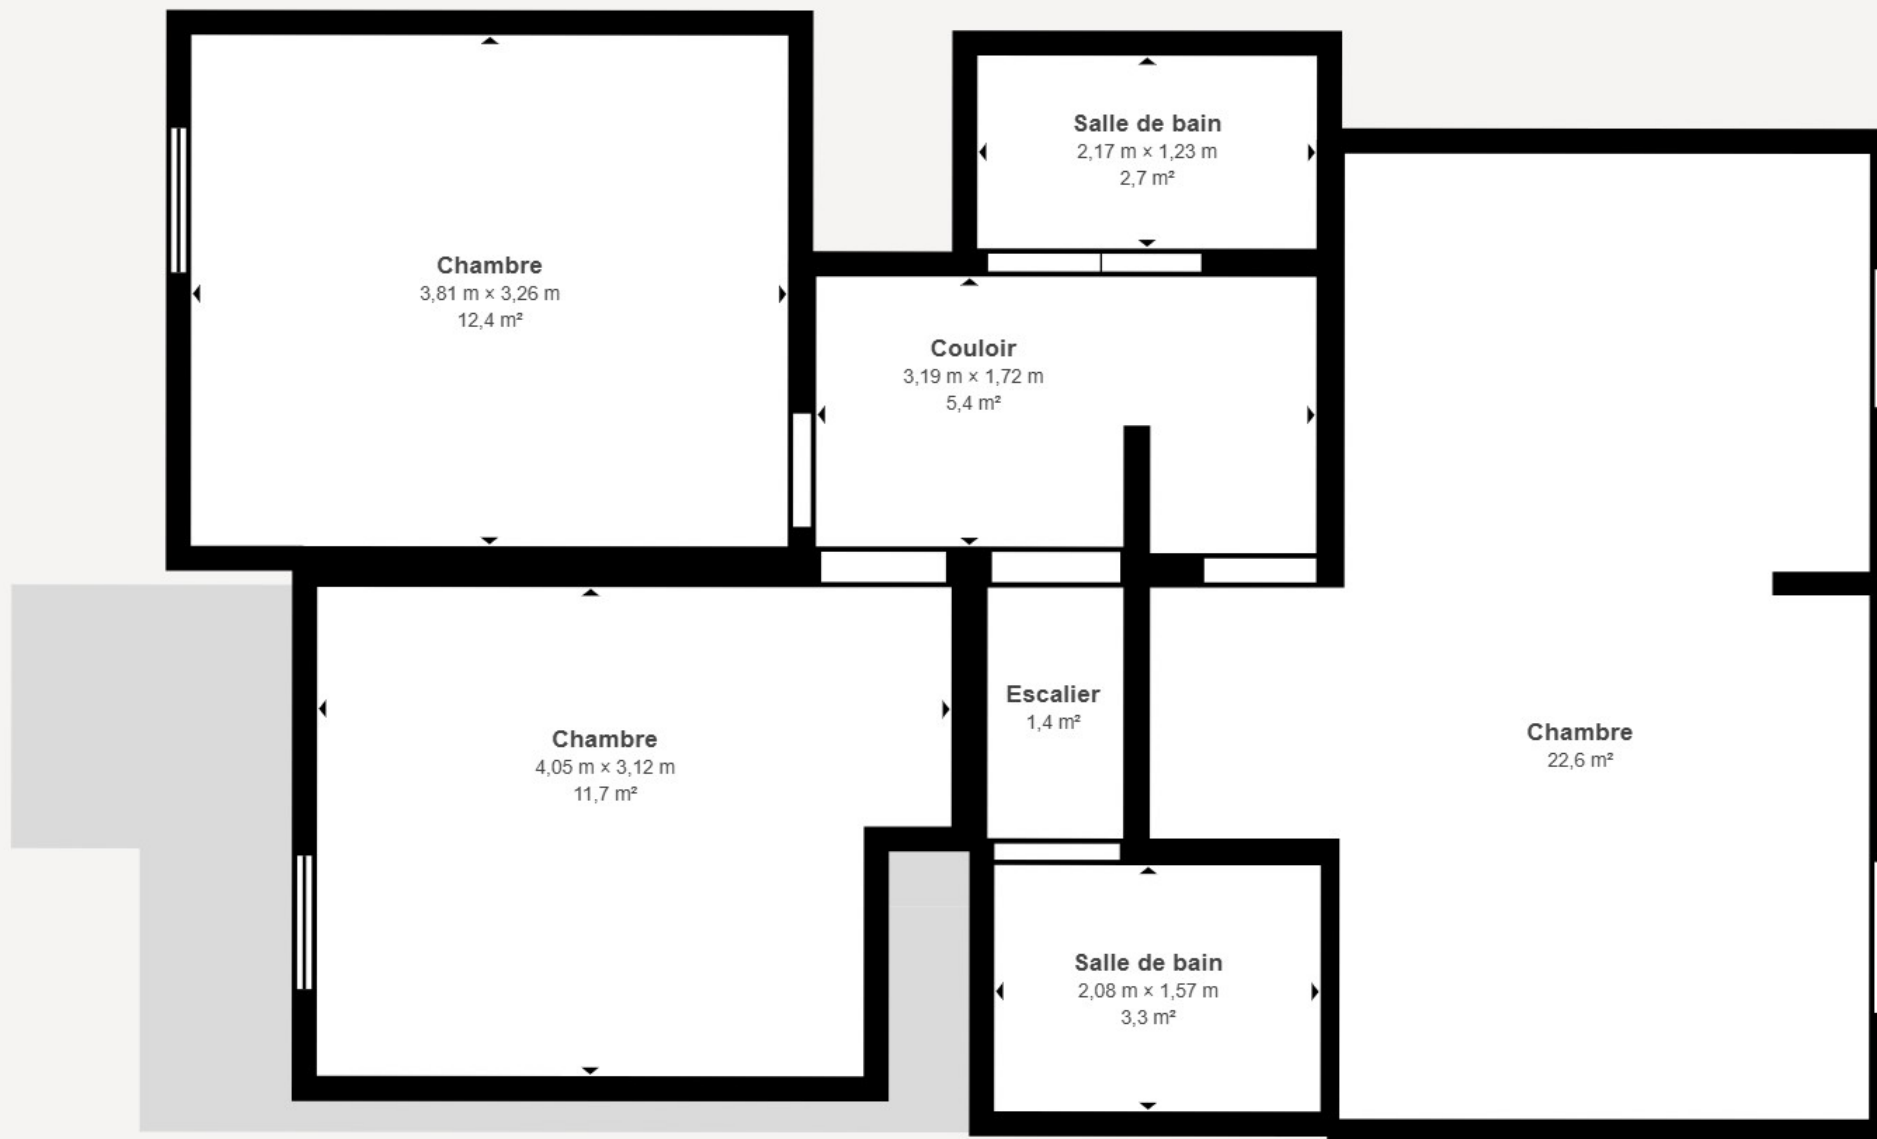 Salle de bain
2,17 m × 1,23 m
2,7 m²
Chambre
3,81 m × 3,26 m
12,4 m²
Couloir
3,19 m × 1,72 m
5,4 m²
Escalier
1,4 m²
Chambre
4,05 m × 3,12 m
11,7 m²
Chambre
22,6 m²
Salle de bain
2,08 m × 1,57 m
3,3 m²